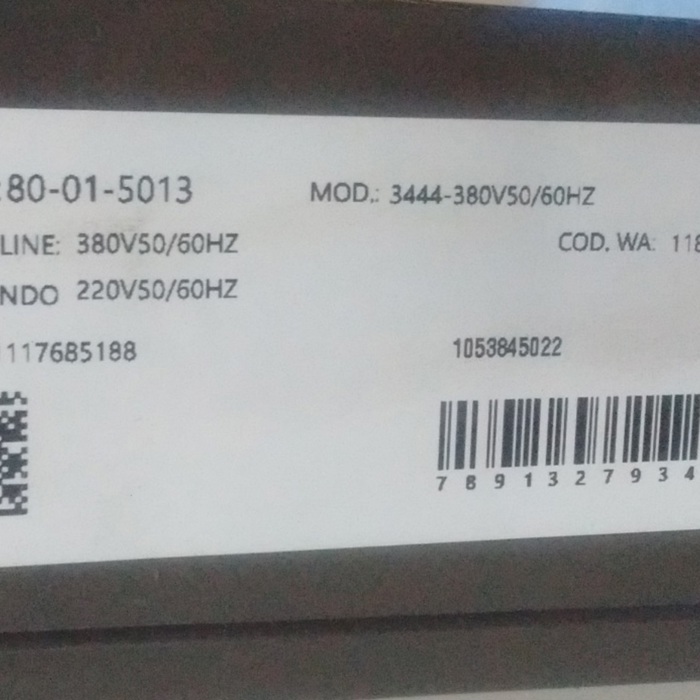 :80-01-5013 MOD.: 3444-380V50/60HZ
LINE: 380V50/60HZ COD. WA: 118
NDO 220V50/60HZ
1117685188 1053845022
7 8 9 1 3 2 7 9 3 4